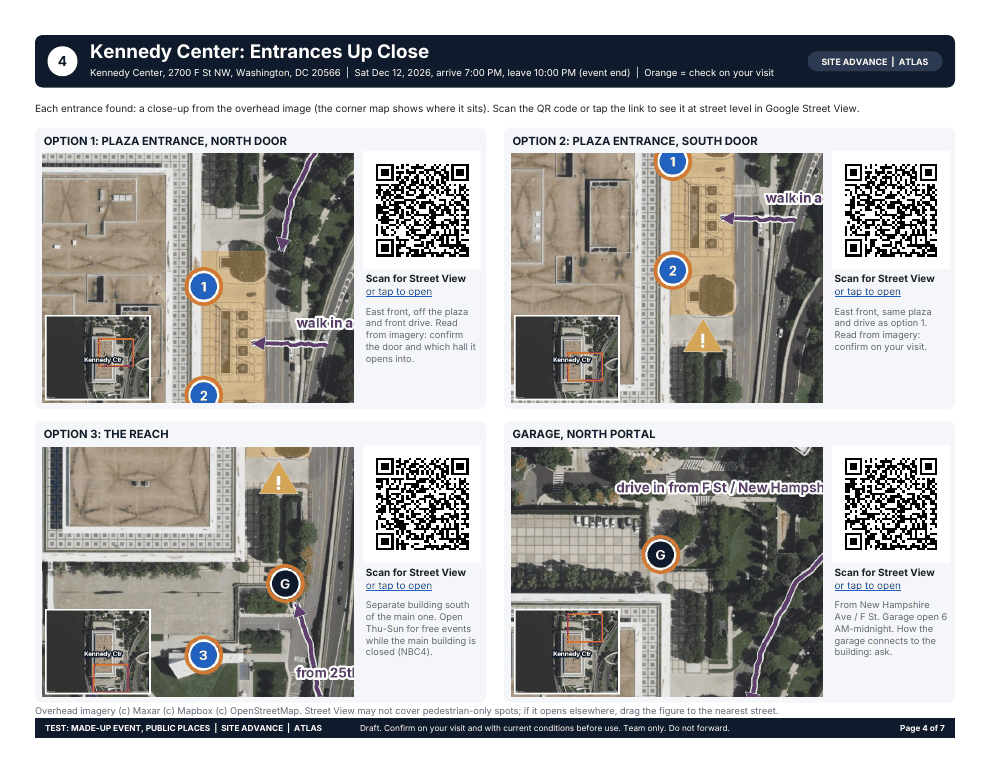 4
Kennedy Center: Entrances Up Close
Kennedy Center, 2700 F St NW, Washington, DC 20566 | Sat Dec 12, 2026, arrive 7:00 PM, leave 10:00 PM (event end) | Orange = check on your visit
SITE ADVANCE | ATLAS
Each entrance found: a close-up from the overhead image (the corner map shows where it sits). Scan the QR code or tap the link to see it at street level in Google Street View.
OPTION 1: PLAZA ENTRANCE, NORTH DOOR
1
walk in a
2
Kennedy Ctr
Scan for Street View
or tap to open
East front, off the plaza
and front drive. Read
from imagery: confirm
the door and which hall it
opens into.
OPTION 2: PLAZA ENTRANCE, SOUTH DOOR
1
walk in a
2
!
Kennedy Ctr
Scan for Street View
or tap to open
East front, same plaza
and drive as option 1.
Read from imagery:
confirm on your visit.
OPTION 3: THE REACH
!
G
3
from 25tl
Kennedy Ctr
Scan for Street View
or tap to open
Separate building south
of the main one. Open
Thu-Sun for free events
while the main building is
closed (NBC4).
GARAGE, NORTH PORTAL
drive in from F St / New Hampsh
G
Kennedy Ctr
Scan for Street View
or tap to open
From New Hampshire
Ave / F St. Garage open 6
AM-midnight. How the
garage connects to the
building: ask.
Overhead imagery (c) Maxar (c) Mapbox (c) OpenStreetMap. Street View may not cover pedestrian-only spots; if it opens elsewhere, drag the figure to the nearest street.
TEST: MADE-UP EVENT, PUBLIC PLACES | SITE ADVANCE | ATLAS
Draft. Confirm on your visit and with current conditions before use. Team only. Do not forward.
Page 4 of 7